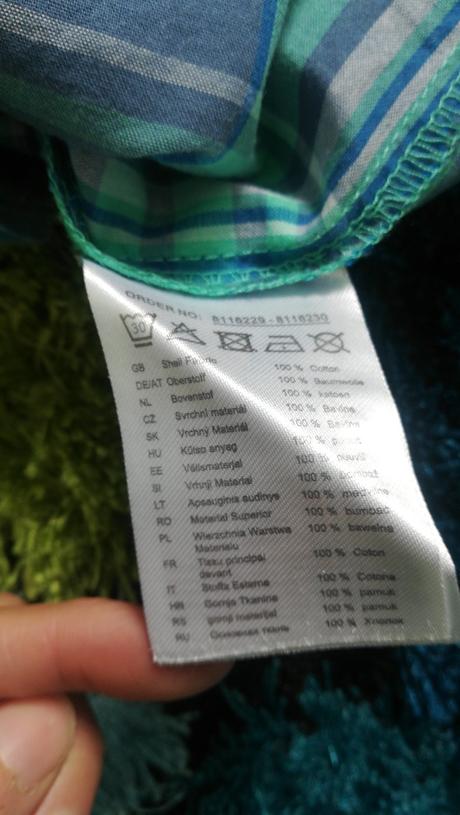 ORDER NO: 8116229 - 8116230
30
GB Shell Fabric 100 % Cotton
DE/AT Oberstoff 100 % Baumwolle
NL Bovenstof 100 % katoen
CZ Svrchní materiál 100 % Bavlna
SK Vrchný Materiál 100 % Bavlna
HU Külsö anyag 100 % pamut
EE Välismaterjal 100 % puuvill
SI Vrhnji Material 100 % bombaž
LT Apsauginis audinys 100 % medvilnė
RO Material Superior 100 % bumbac
PL Wierzchnia Warstwa 100 % bawełna
Materiału
FR Tissu principal 100 % Coton
devant
IT Stoffa Esterna 100 % Cotone
HR Gornja Tkanina 100 % pamuk
RS gornji materijal 100 % pamuk
RU Основная ткань 100 % Хлопок